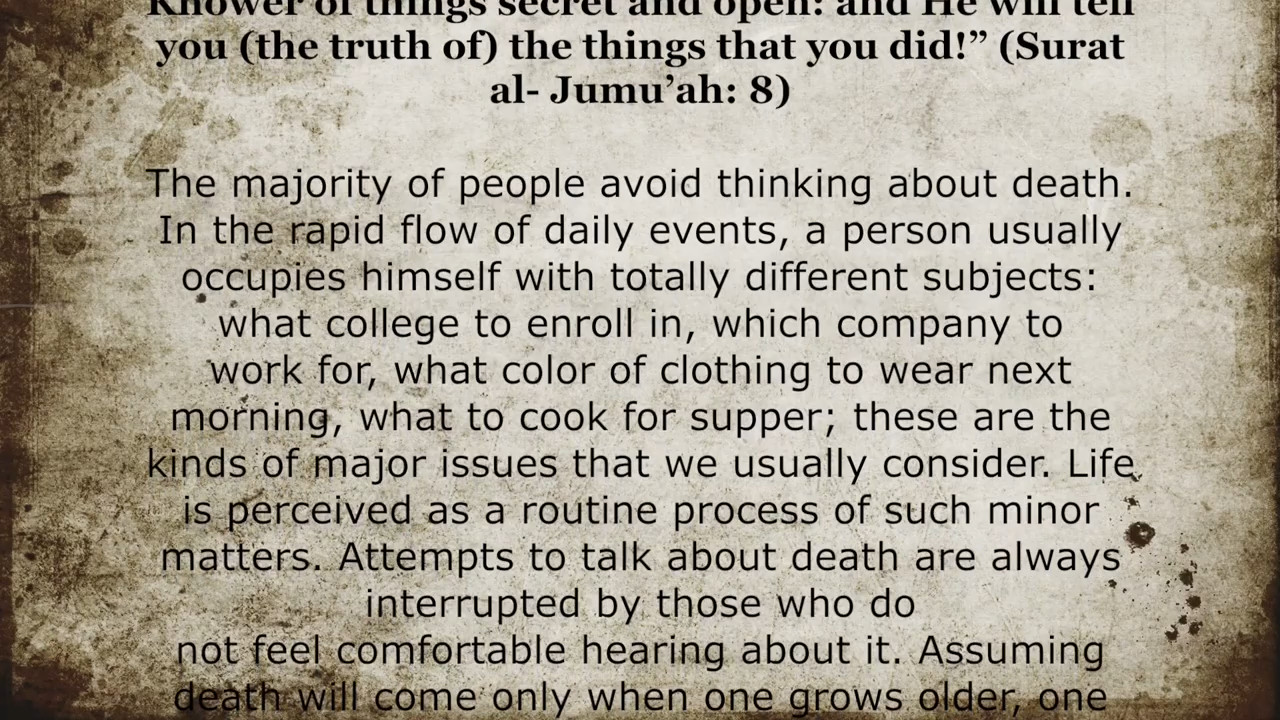 Knower of things secret and open: and He will tell
you (the truth of) the things that you did!” (Surat
al- Jumu’ah: 8)
The majority of people avoid thinking about death.
In the rapid flow of daily events, a person usually
occupies himself with totally different subjects:
what college to enroll in, which company to
work for, what color of clothing to wear next
morning, what to cook for supper; these are the
kinds of major issues that we usually consider. Life
is perceived as a routine process of such minor
matters. Attempts to talk about death are always
interrupted by those who do
not feel comfortable hearing about it. Assuming
death will come only when one grows older, one